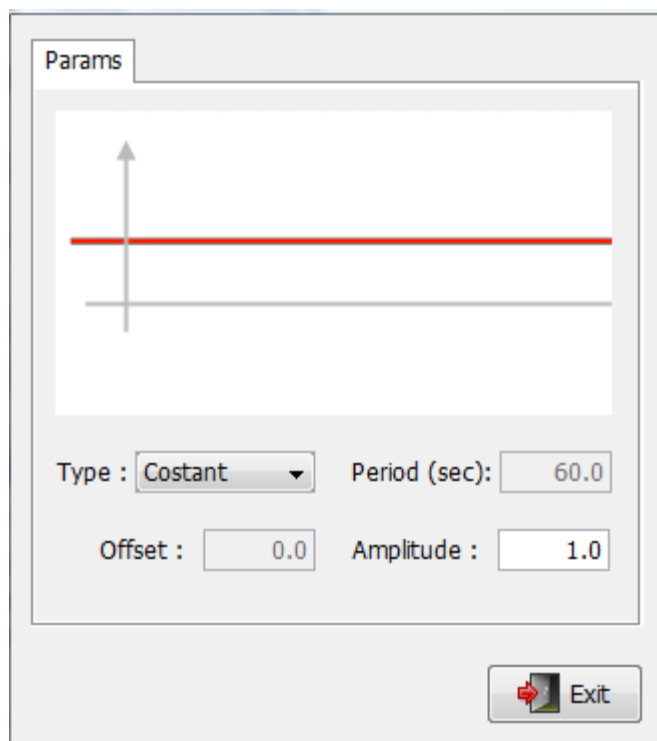 Params
Type : Costant Period (sec): 60.0
Offset : 0.0 Amplitude : 1.0
Exit